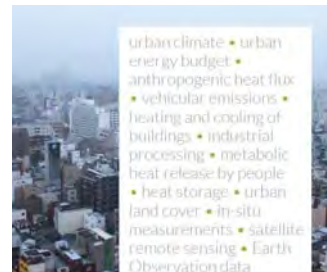 urban climate • urban
energy budget •
anthropogenic heat flux
• vehicular emissions •
heating and cooling of
buildings • industrial
processing • metabolic
heat release by people
• heat storage • urban
land cover • in-situ
measurements • satellite
remote sensing • Earth
Observation data